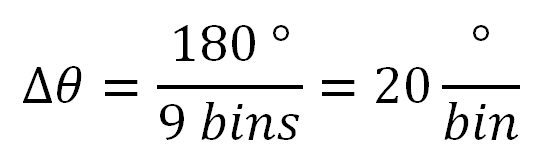 Δθ = 180 ° / 9 bins = 20 ° / bin